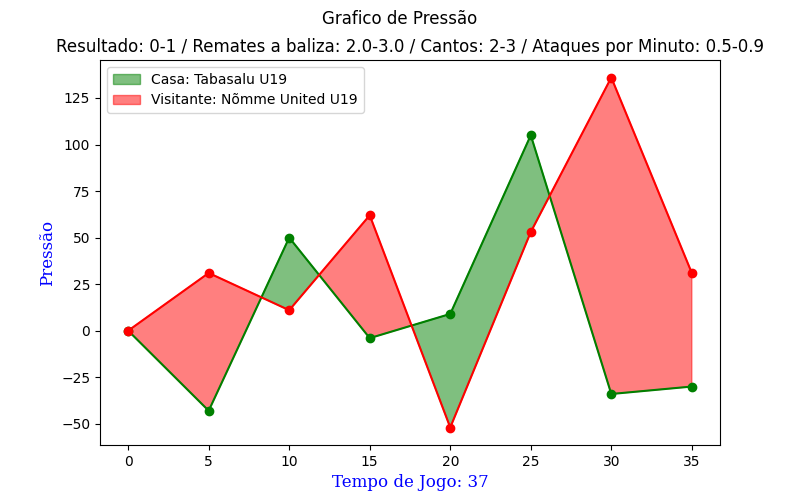 Grafico de Pressão
Resultado: 0-1 / Remates a baliza: 2.0-3.0 / Cantos: 2-3 / Ataques por Minuto: 0.5-0.9
Casa: Tabasalu U19
Visitante: Nõmme United U19
Pressão
125
100
75
50
25
0
−25
−50
0 5 10 15 20 25 30 35
Tempo de Jogo: 37